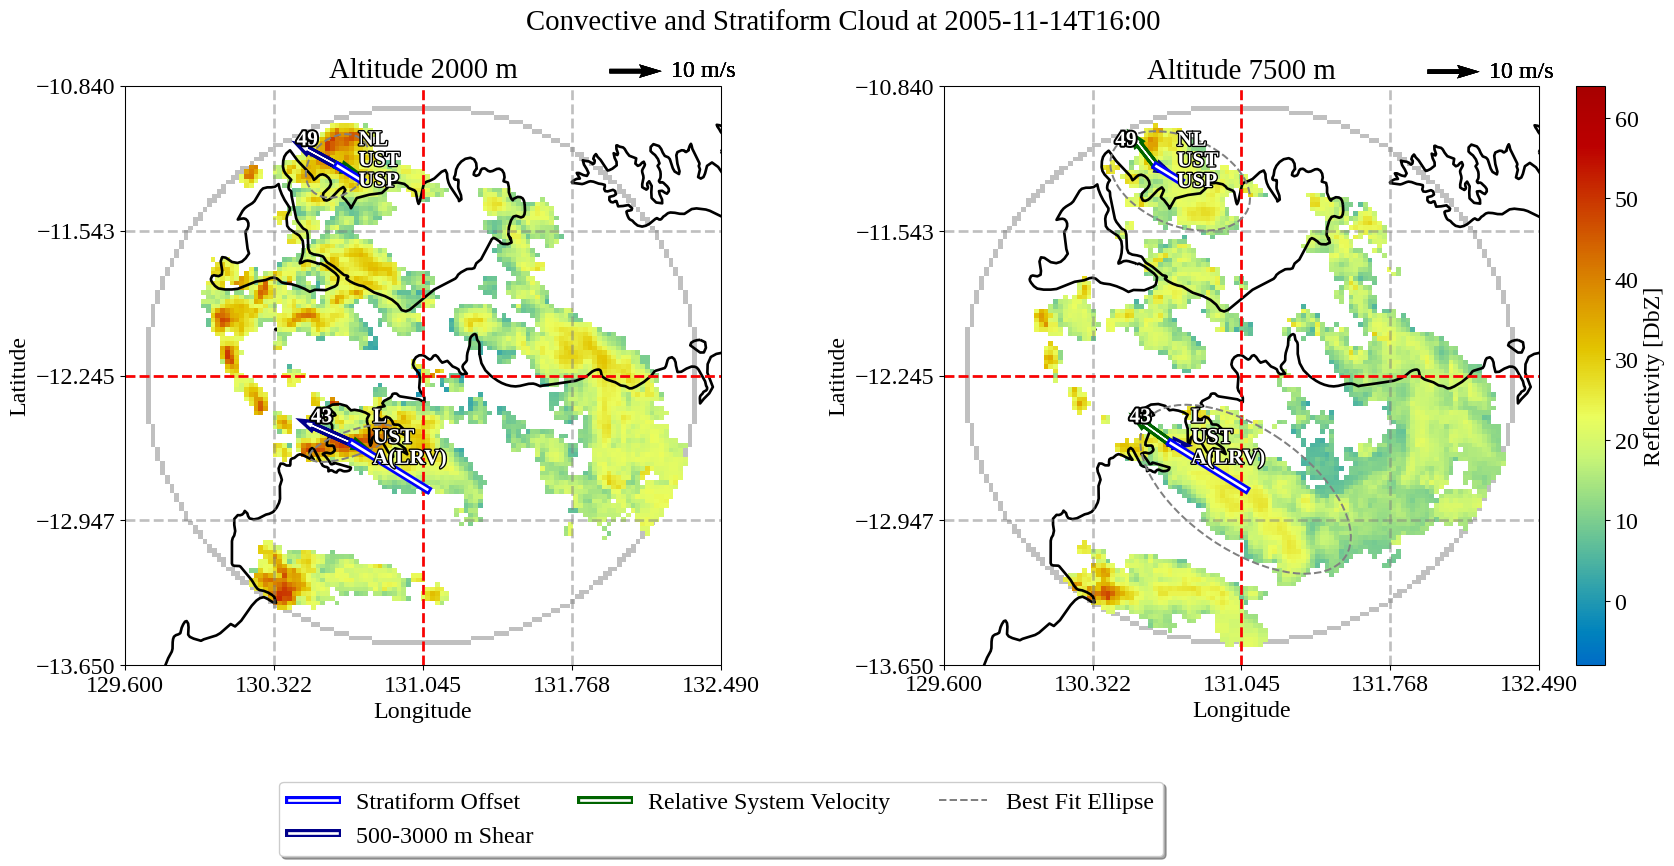 Convective and Stratiform Cloud at 2005-11-14T16:00
Altitude 2000 m
10 m/s
−10.840
−11.543
−12.245
−12.947
−13.650
Latitude
129.600
130.322
131.045
131.768
132.490
Longitude
49
NL
UST
USP
43
L
UST
A(LRV)
Altitude 7500 m
10 m/s
−10.840
−11.543
−12.245
−12.947
−13.650
Latitude
129.600
130.322
131.045
131.768
132.490
Longitude
49
NL
UST
USP
43
L
UST
A(LRV)
60
50
40
30
20
10
0
Reflectivity [DbZ]
Stratiform Offset
500-3000 m Shear
Relative System Velocity
Best Fit Ellipse